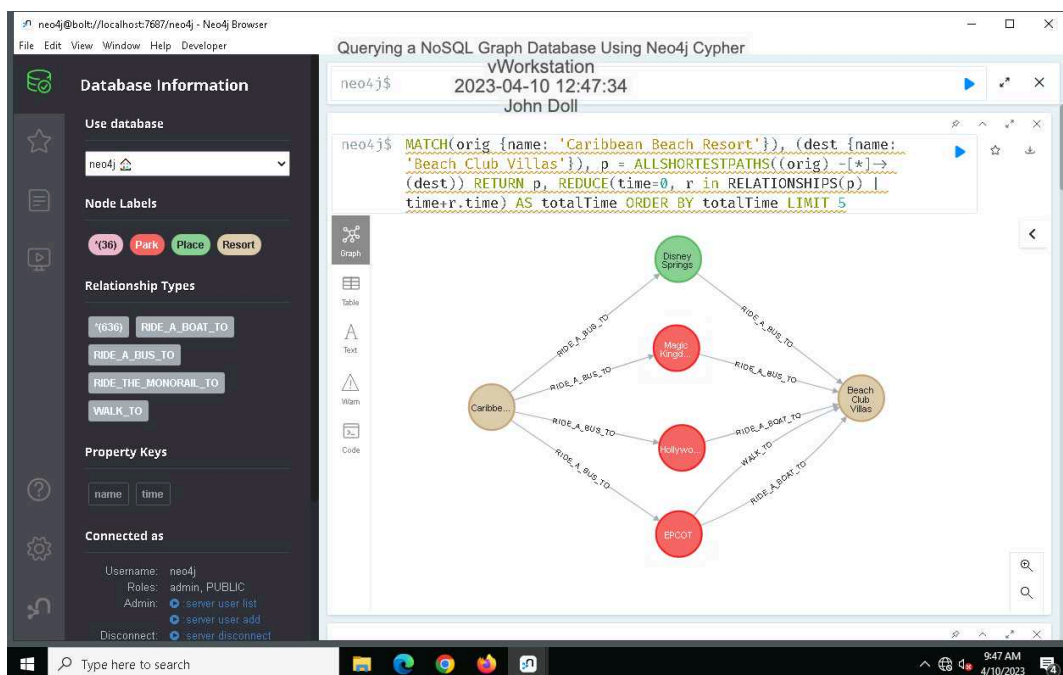 neo4j@bolt://localhost:7687/neo4j - Neo4j Browser
File Edit View Window Help Developer
Querying a NoSQL Graph Database Using Neo4j Cypher
vWorkstation
2023-04-10 12:47:34
John Doll
Database Information
Use database
neo4j
Node Labels
*(36) Park Place Resort
Relationship Types
*(636) RIDE_A_BOAT_TO
RIDE_A_BUS_TO
RIDE_THE_MONORAIL_TO
WALK_TO
Property Keys
name time
Connected as
Username: neo4j
Roles: admin, PUBLIC
Admin: :server user list
:server user add
Disconnect: :server disconnect
neo4j$
neo4j$ MATCH(orig {name: 'Caribbean Beach Resort'}), (dest {name:
'Beach Club Villas'}), p = ALLSHORTESTPATHS((orig) -[*]→
(dest)) RETURN p, REDUCE(time=0, r in RELATIONSHIPS(p) |
time+r.time) AS totalTime ORDER BY totalTime LIMIT 5
Graph
Table
A
Text
Warn
Code
Disney
Springs
RIDE_A_BUS_TO
RIDE_A_BUS_TO
Magic
Kingd...
RIDE_A_BUS_TO
RIDE_A_BUS_TO
Caribbe...
Beach
Club
Villas
RIDE_A_BUS_TO
RIDE_A_BOAT_TO
Hollywo...
RIDE_A_BUS_TO
WALK_TO
RIDE_A_BOAT_TO
EPCOT
Type here to search
9:47 AM
4/10/2023
4